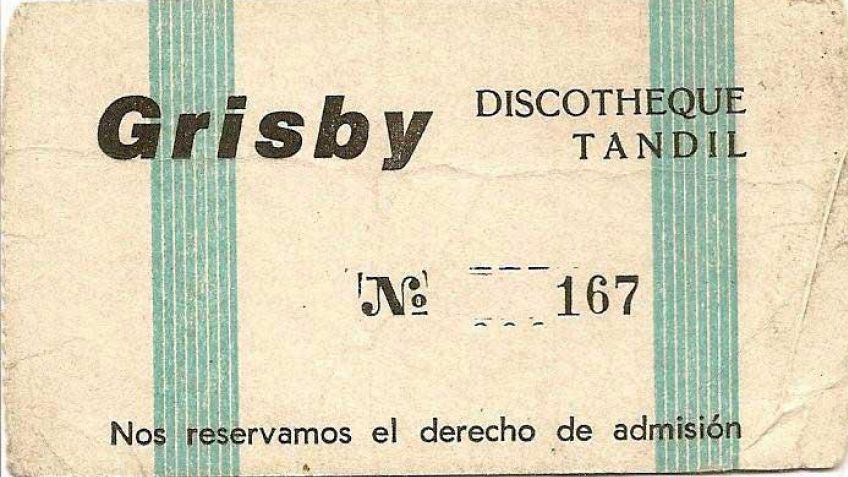 Grisby
DISCOTHEQUE
TANDIL
Nº 167
Nos reservamos el derecho de admisión